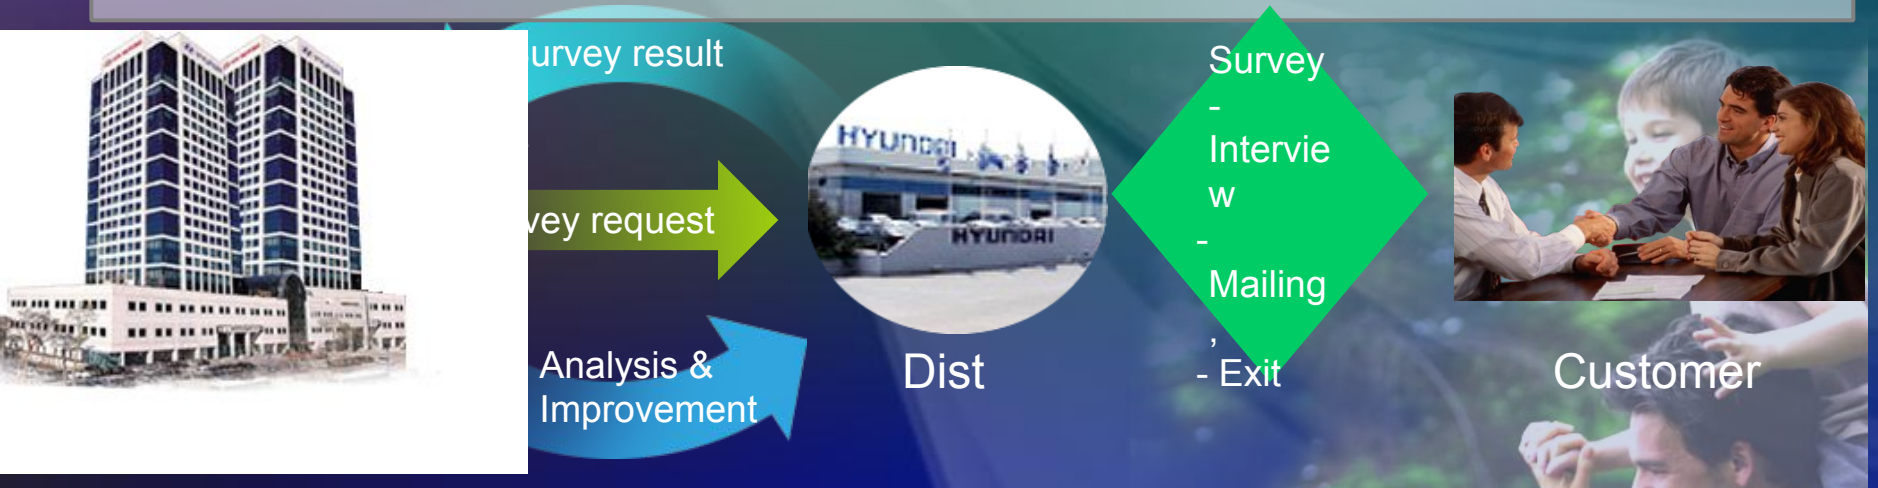 urvey result
vey request
Analysis &
Improvement
HYUNDAI
HYUNDAI
Dist
Survey
-
Intervie
w
-
Mailing
,
- Exit
Customer